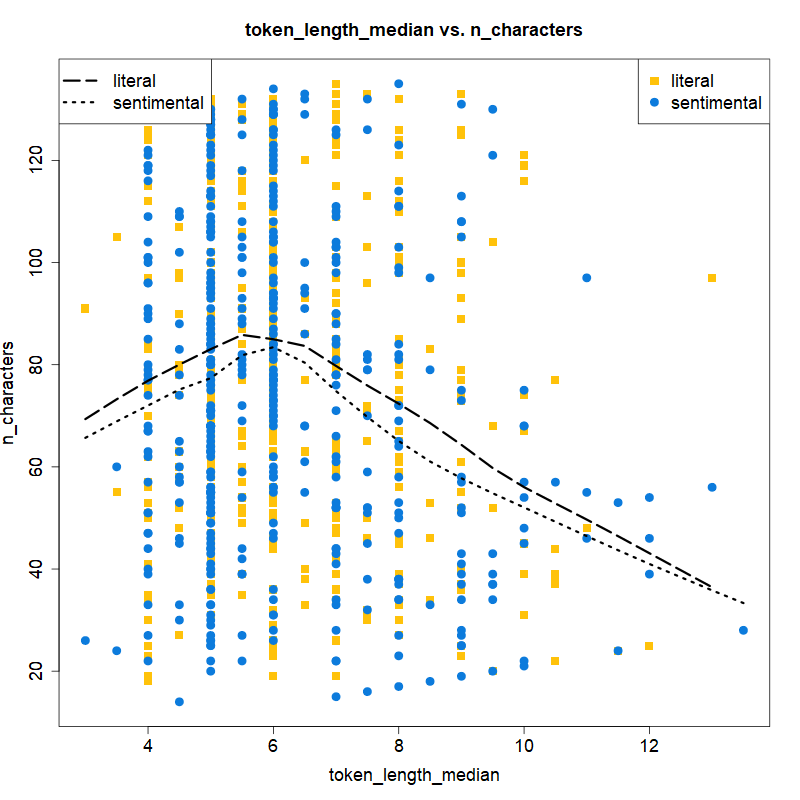 token_length_median vs. n_characters
literal
sentimental
literal
sentimental
n_characters
120
100
80
60
40
20
4 6 8 10 12
token_length_median